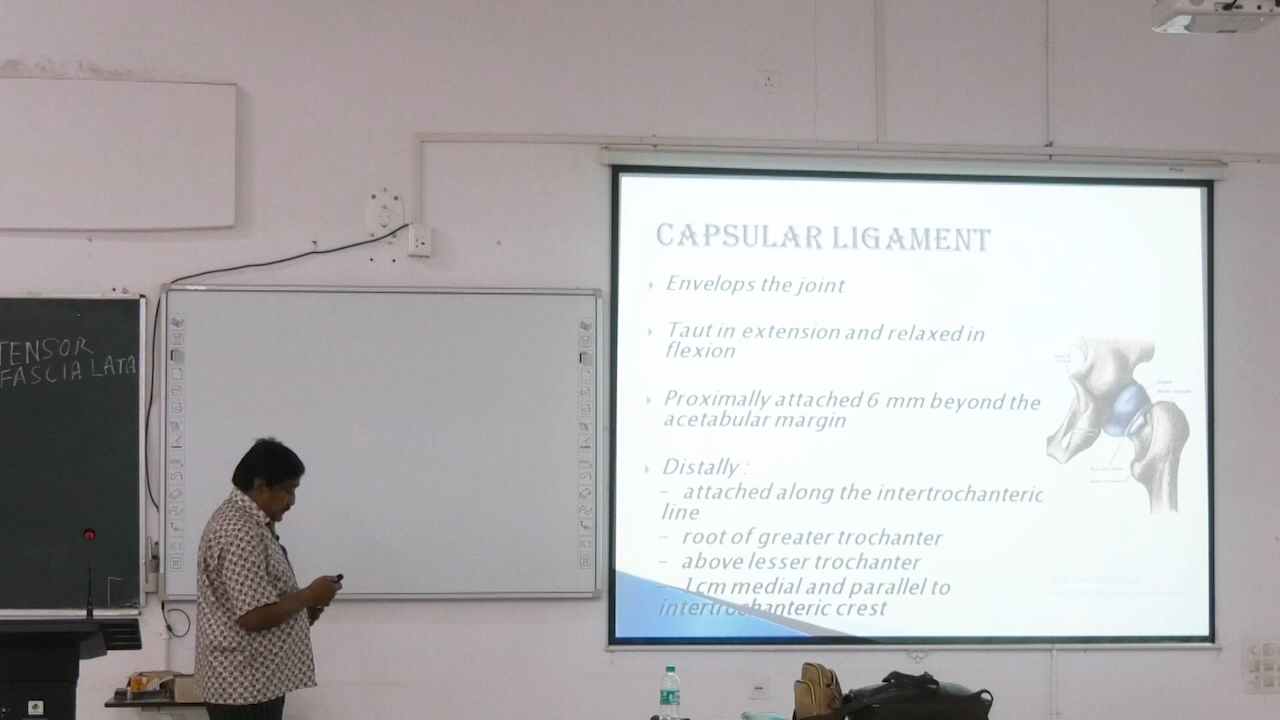 TENSOR
FASCIA LATA
CAPSULAR LIGAMENT
Envelops the joint
Taut in extension and relaxed in
flexion
Proximally attached 6 mm beyond the
acetabular margin
Distally :
– attached along the intertrochanteric
line
– root of greater trochanter
– above lesser trochanter
– 1cm medial and parallel to
intertrochanteric crest